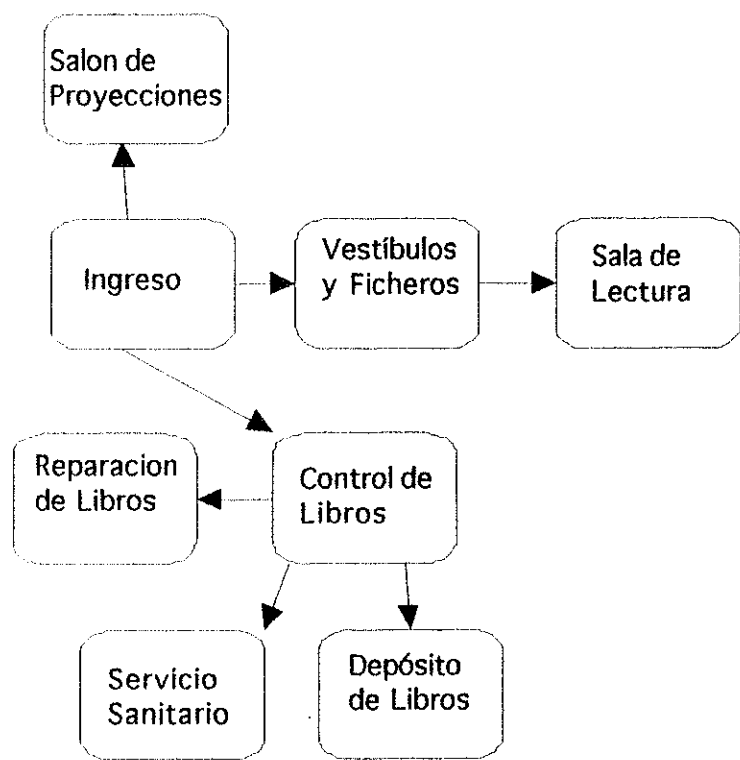 Salon de
Proyecciones
Ingreso
Vestíbulos
y Ficheros
Sala de
Lectura
Reparacion
de Libros
Control de
Libros
Servicio
Sanitario
Depósito
de Libros